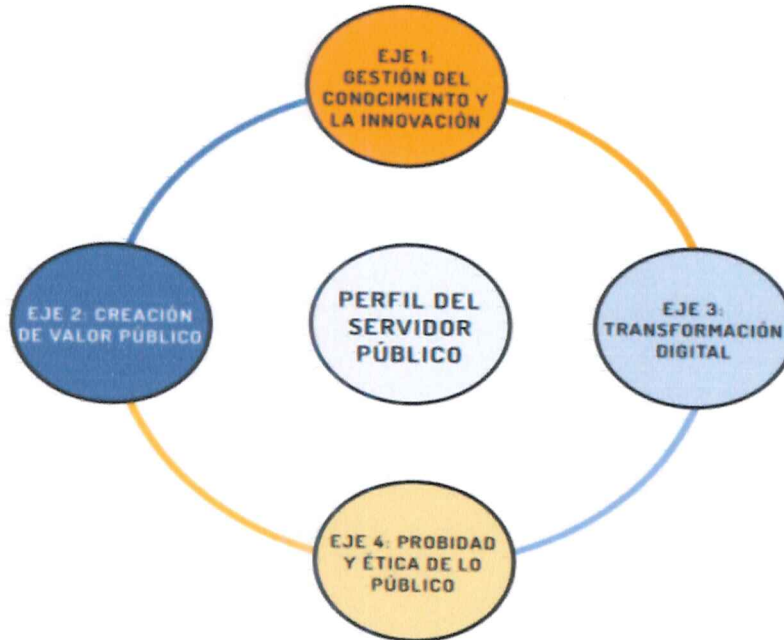 EJE 1:
GESTIÓN DEL
CONOCIMIENTO Y
LA INNOVACIÓN
EJE 2: CREACIÓN
DE VALOR PÚBLICO
PERFIL DEL
SERVIDOR
PÚBLICO
EJE 3:
TRANSFORMACIÓN
DIGITAL
EJE 4: PROBIDAD
Y ÉTICA DE LO
PÚBLICO